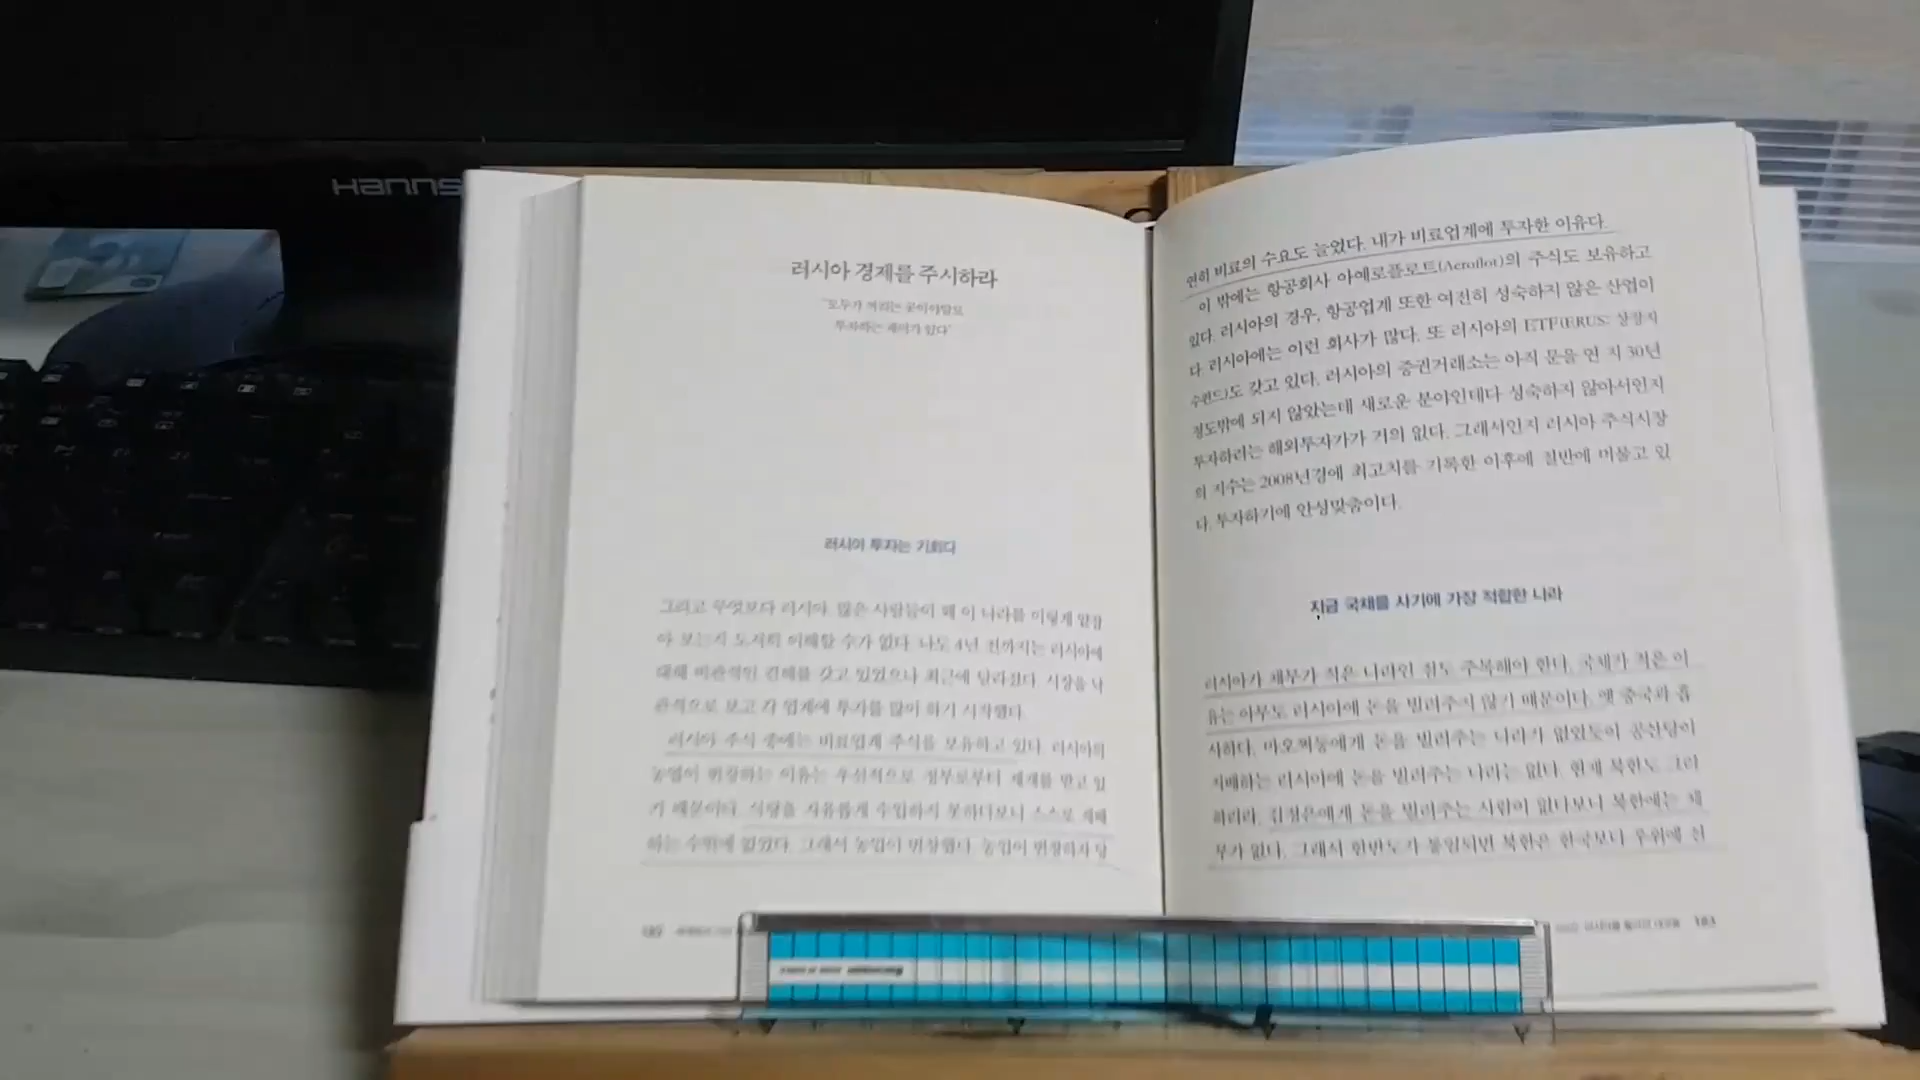 Hanns
러시아 경제를 주시하라
"모두가 꺼리는 곳이야말로
투자하는 재미가 있다"
러시아 투자는 기회다
그리고 무엇보다 러시아. 많은 사람들이 왜 이 나라를 이렇게 얕잡
아 보는지 도저히 이해할 수가 없다. 나도 4년 전까지는 러시아에
대해 비관적인 견해를 갖고 있었으나 최근에 달라졌다. 시장을 낙
관적으로 보고 각 업계에 투자를 많이 하기 시작했다.
러시아 주식 중에는 비료업계 주식을 보유하고 있다. 러시아의
농업이 번창하는 이유는 우선적으로 정부로부터 제재를 받고 있
기 때문이다. 식량을 자유롭게 수입하지 못하다보니 스스로 재배
하는 수밖에 없었다. 그래서 농업이 번창했다. 농업이 번창하자 당
182
연히 비료의 수요도 늘었다. 내가 비료업계에 투자한 이유다.
이 밖에는 항공회사 아에로플로트(Aeroflot)의 주식도 보유하고
있다. 러시아의 경우, 항공업계 또한 여전히 성숙하지 않은 산업이
다. 러시아에는 이런 회사가 많다. 또 러시아의 ETF(ERUS: 상장지
수펀드)도 갖고 있다. 러시아의 증권거래소는 아직 문을 연 지 30년
정도밖에 되지 않았는데 새로운 분야인데다 성숙하지 않아서인지
투자하려는 해외투자가가 거의 없다. 그래서인지 러시아 주식시장
의 지수는 2008년경에 최고치를 기록한 이후에 절반에 머물고 있
다. 투자하기에 안성맞춤이다.
지금 국채를 사기에 가장 적합한 나라
러시아가 채무가 적은 나라인 점도 주목해야 한다. 국채가 적은 이
유는 아무도 러시아에 돈을 빌려주지 않기 때문이다. 옛 중국과 흡
사하다. 마오쩌둥에게 돈을 빌려주는 나라가 없었듯이 공산당이
지배하는 러시아에 돈을 빌려주는 나라는 없다. 현재 북한도 그러
하리라. 김정은에게 돈을 빌려주는 사람이 없다보니 북한에는 채
무가 없다. 그래서 한반도가 통일되면 북한은 한국보다 우위에 선
183